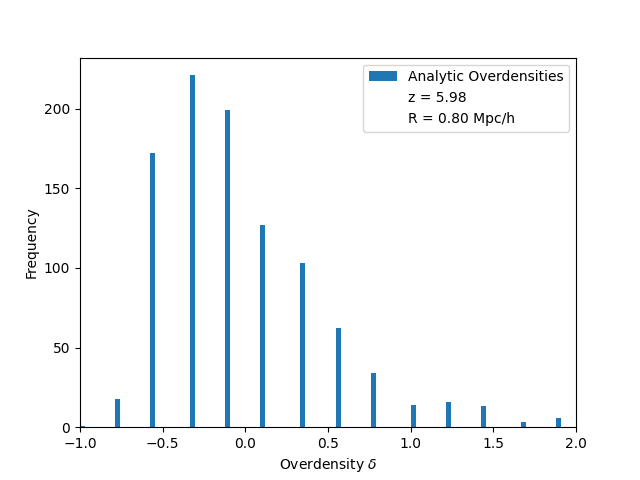 Analytic Overdensities
z = 5.98
R = 0.80 Mpc/h
200
150
100
50
0
Frequency
−1.0 −0.5 0.0 0.5 1.0 1.5 2.0
Overdensity δ